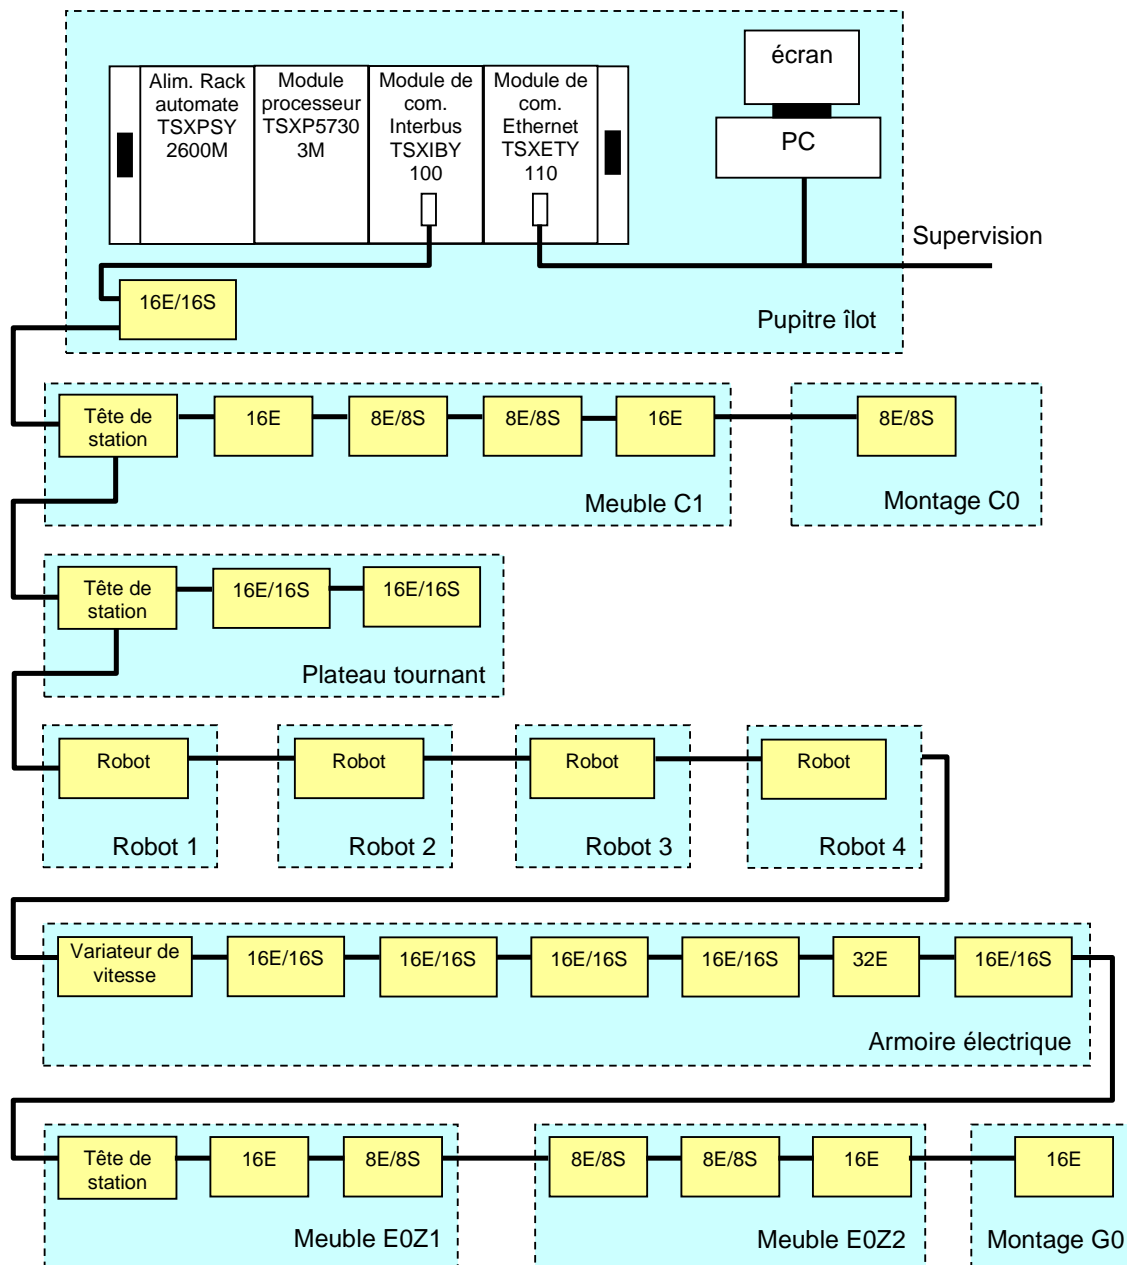 écran
PC
Alim. Rack
automate
TSXPSY
2600M
Module
processeur
TSXP5730
3M
Module de
com.
Interbus
TSXIBY
100
Module de
com.
Ethernet
TSXETY
110
Supervision
16E/16S
Pupitre îlot
Tête de
station
16E
8E/8S
8E/8S
16E
8E/8S
Meuble C1
Montage C0
Tête de
station
16E/16S
16E/16S
Plateau tournant
Robot
Robot
Robot
Robot
Robot 1
Robot 2
Robot 3
Robot 4
Variateur de
vitesse
16E/16S
16E/16S
16E/16S
16E/16S
32E
16E/16S
Armoire électrique
Tête de
station
16E
8E/8S
8E/8S
8E/8S
16E
16E
Meuble E0Z1
Meuble E0Z2
Montage G0